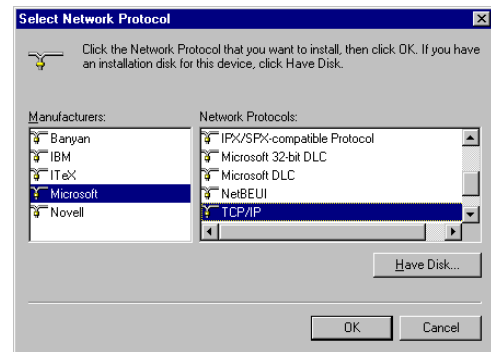 Select Network Protocol
Click the Network Protocol that you want to install, then click OK. If you have
an installation disk for this device, click Have Disk.
Manufacturers:
Banyan
IBM
ITeX
Microsoft
Novell
Network Protocols:
IPX/SPX-compatible Protocol
Microsoft 32-bit DLC
Microsoft DLC
NetBEUI
TCP/IP
Have Disk...
OK
Cancel